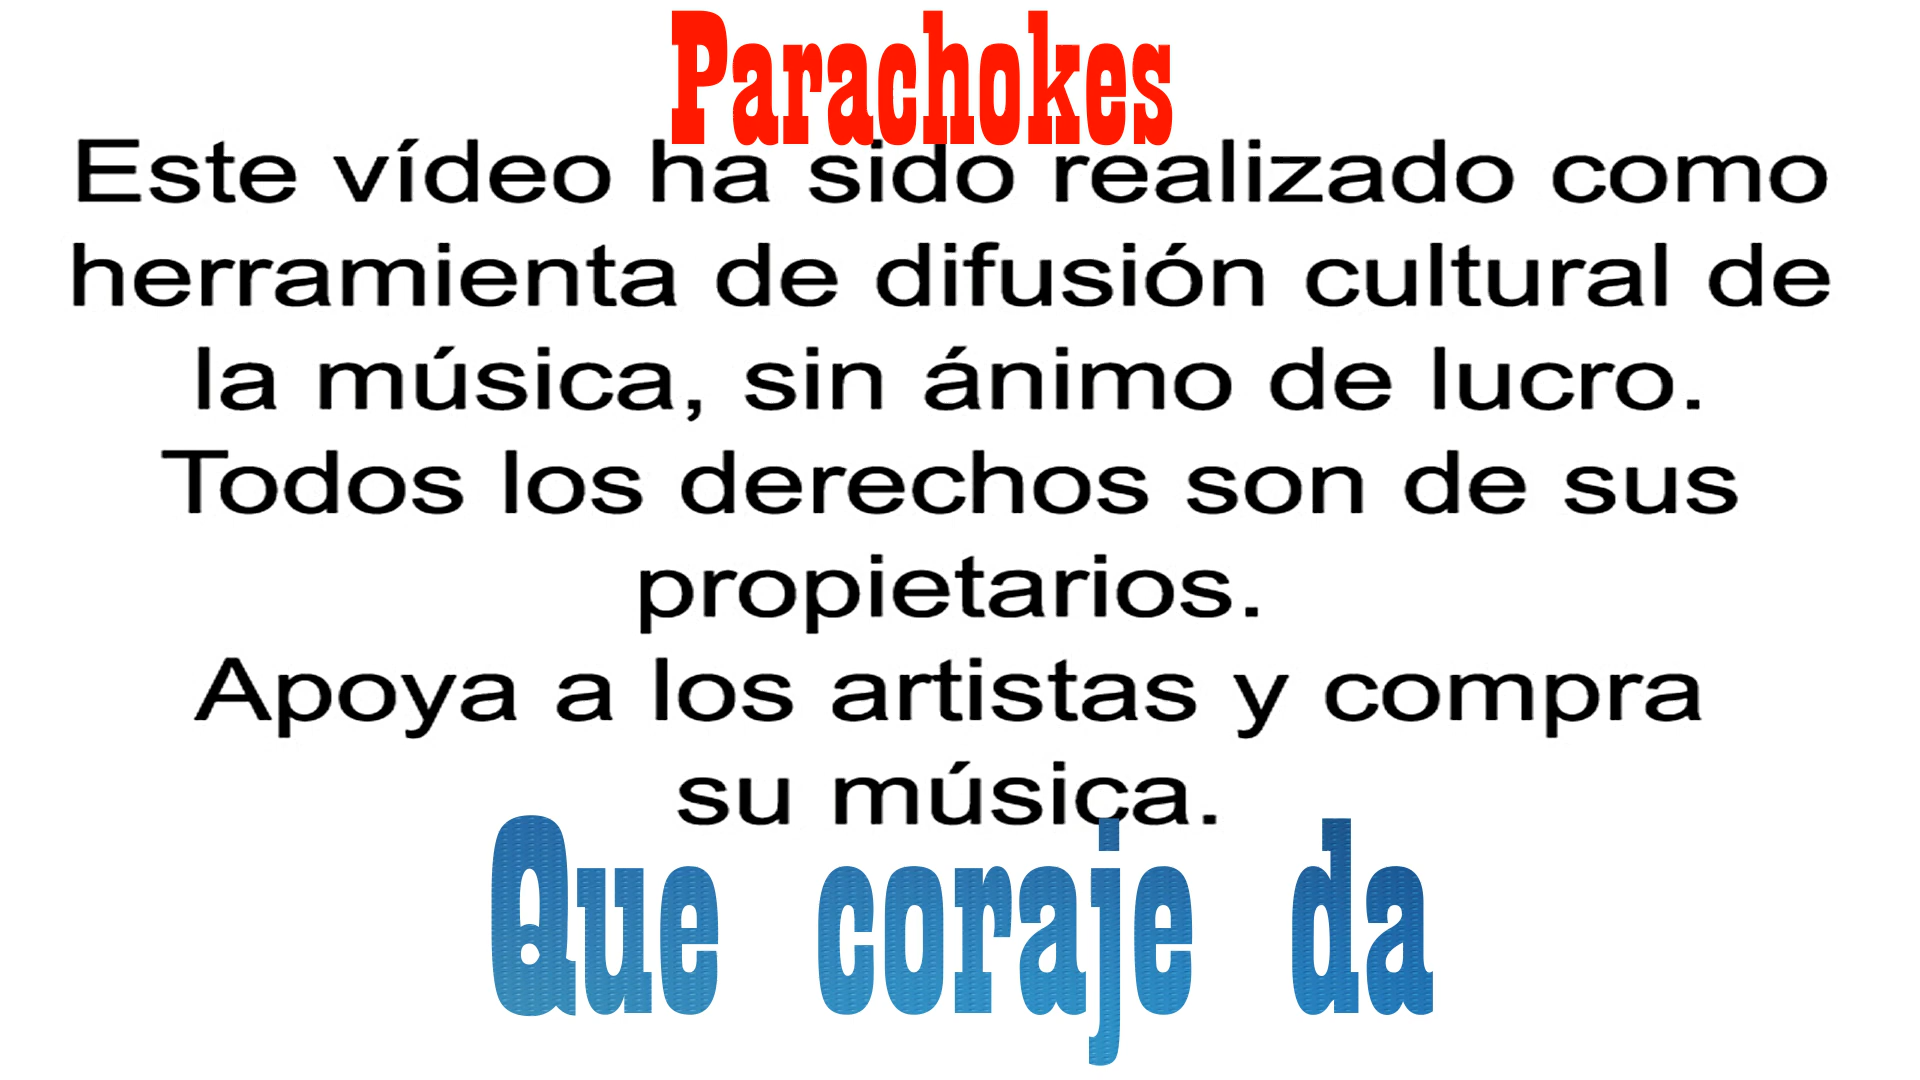 Parachokes
Este vídeo ha sido realizado como
herramienta de difusión cultural de
la música, sin ánimo de lucro.
Todos los derechos son de sus
propietarios.
Apoya a los artistas y compra
su música.
Que coraje da